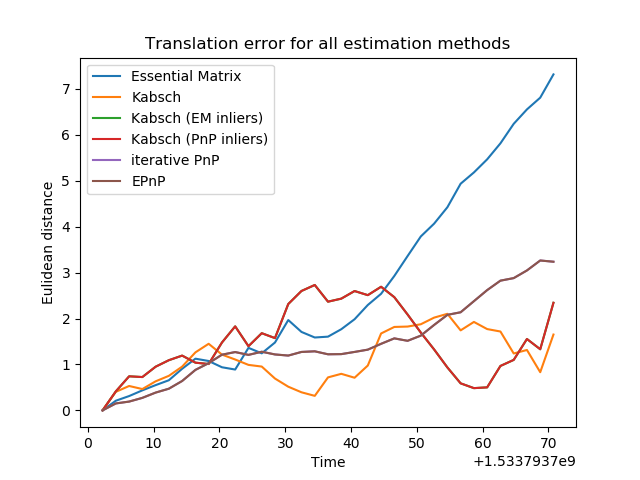 Translation error for all estimation methods
Essential Matrix
Kabsch
Kabsch (EM inliers)
Kabsch (PnP inliers)
iterative PnP
EPnP
Eulidean distance
7
6
5
4
3
2
1
0
0 10 20 30 40 50 60 70
Time
+1.5337937e9